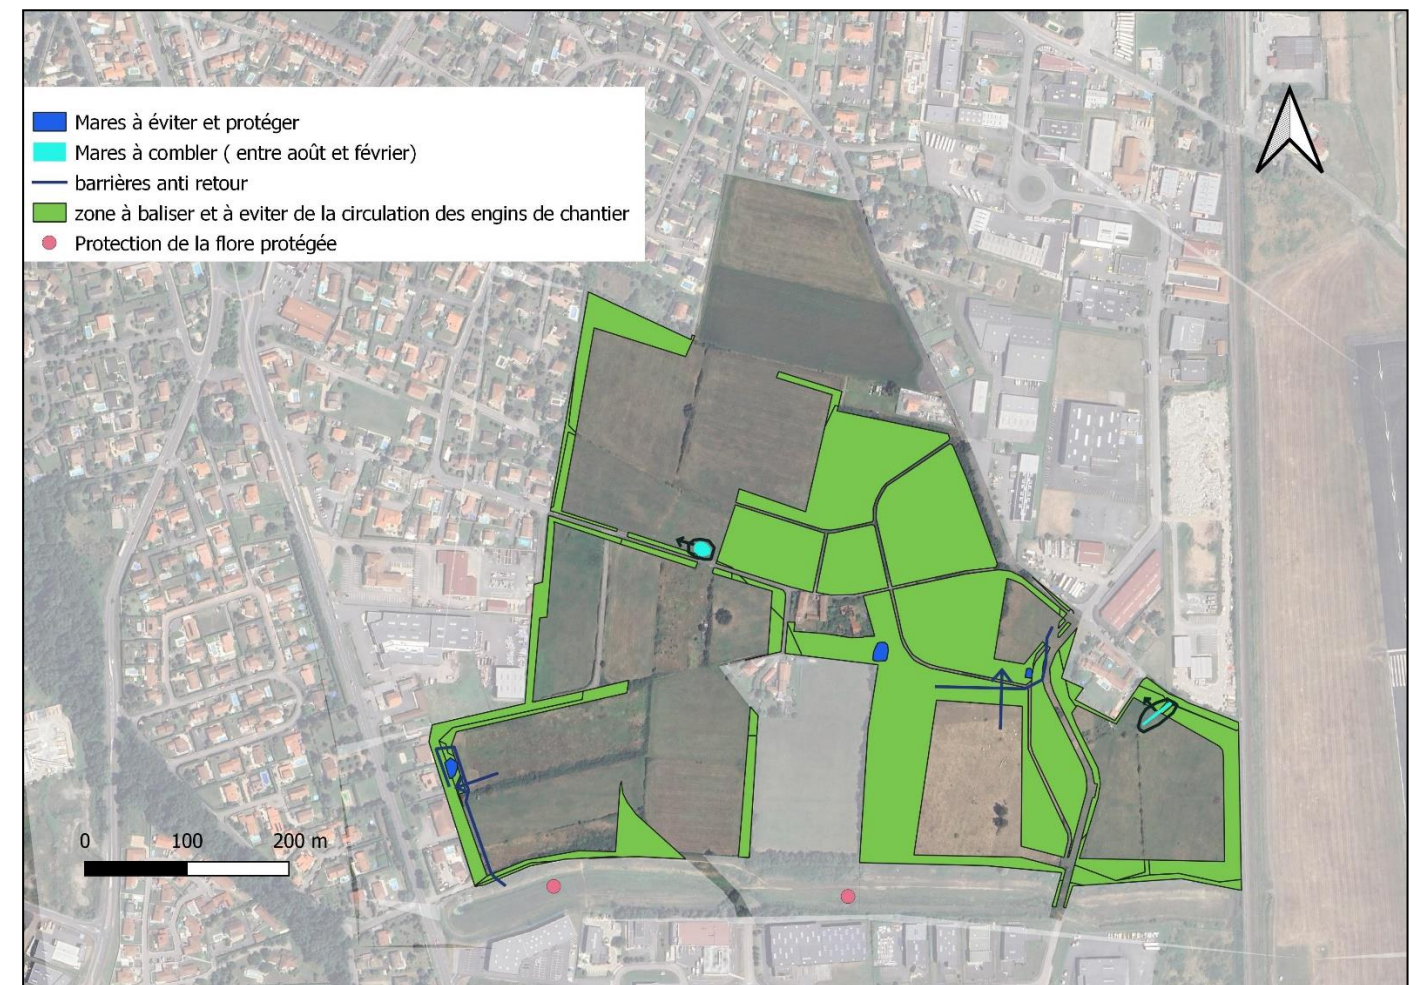 Mares à éviter et protéger
Mares à combler ( entre août et février)
barrières anti retour
zone à baliser et à eviter de la circulation des engins de chantier
Protection de la flore protégée
0 100 200 m